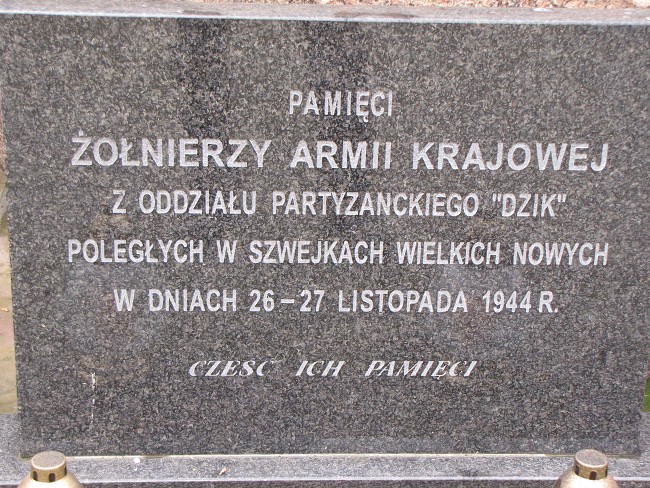 PAMIĘCI
ŻOŁNIERZY ARMII KRAJOWEJ
Z ODDZIAŁU PARTYZANCKIEGO "DZIK"
POLEGŁYCH W SZWEJKACH WIELKICH NOWYCH
W DNIACH 26 – 27 LISTOPADA 1944 R.
CZEŚĆ ICH PAMIĘCI